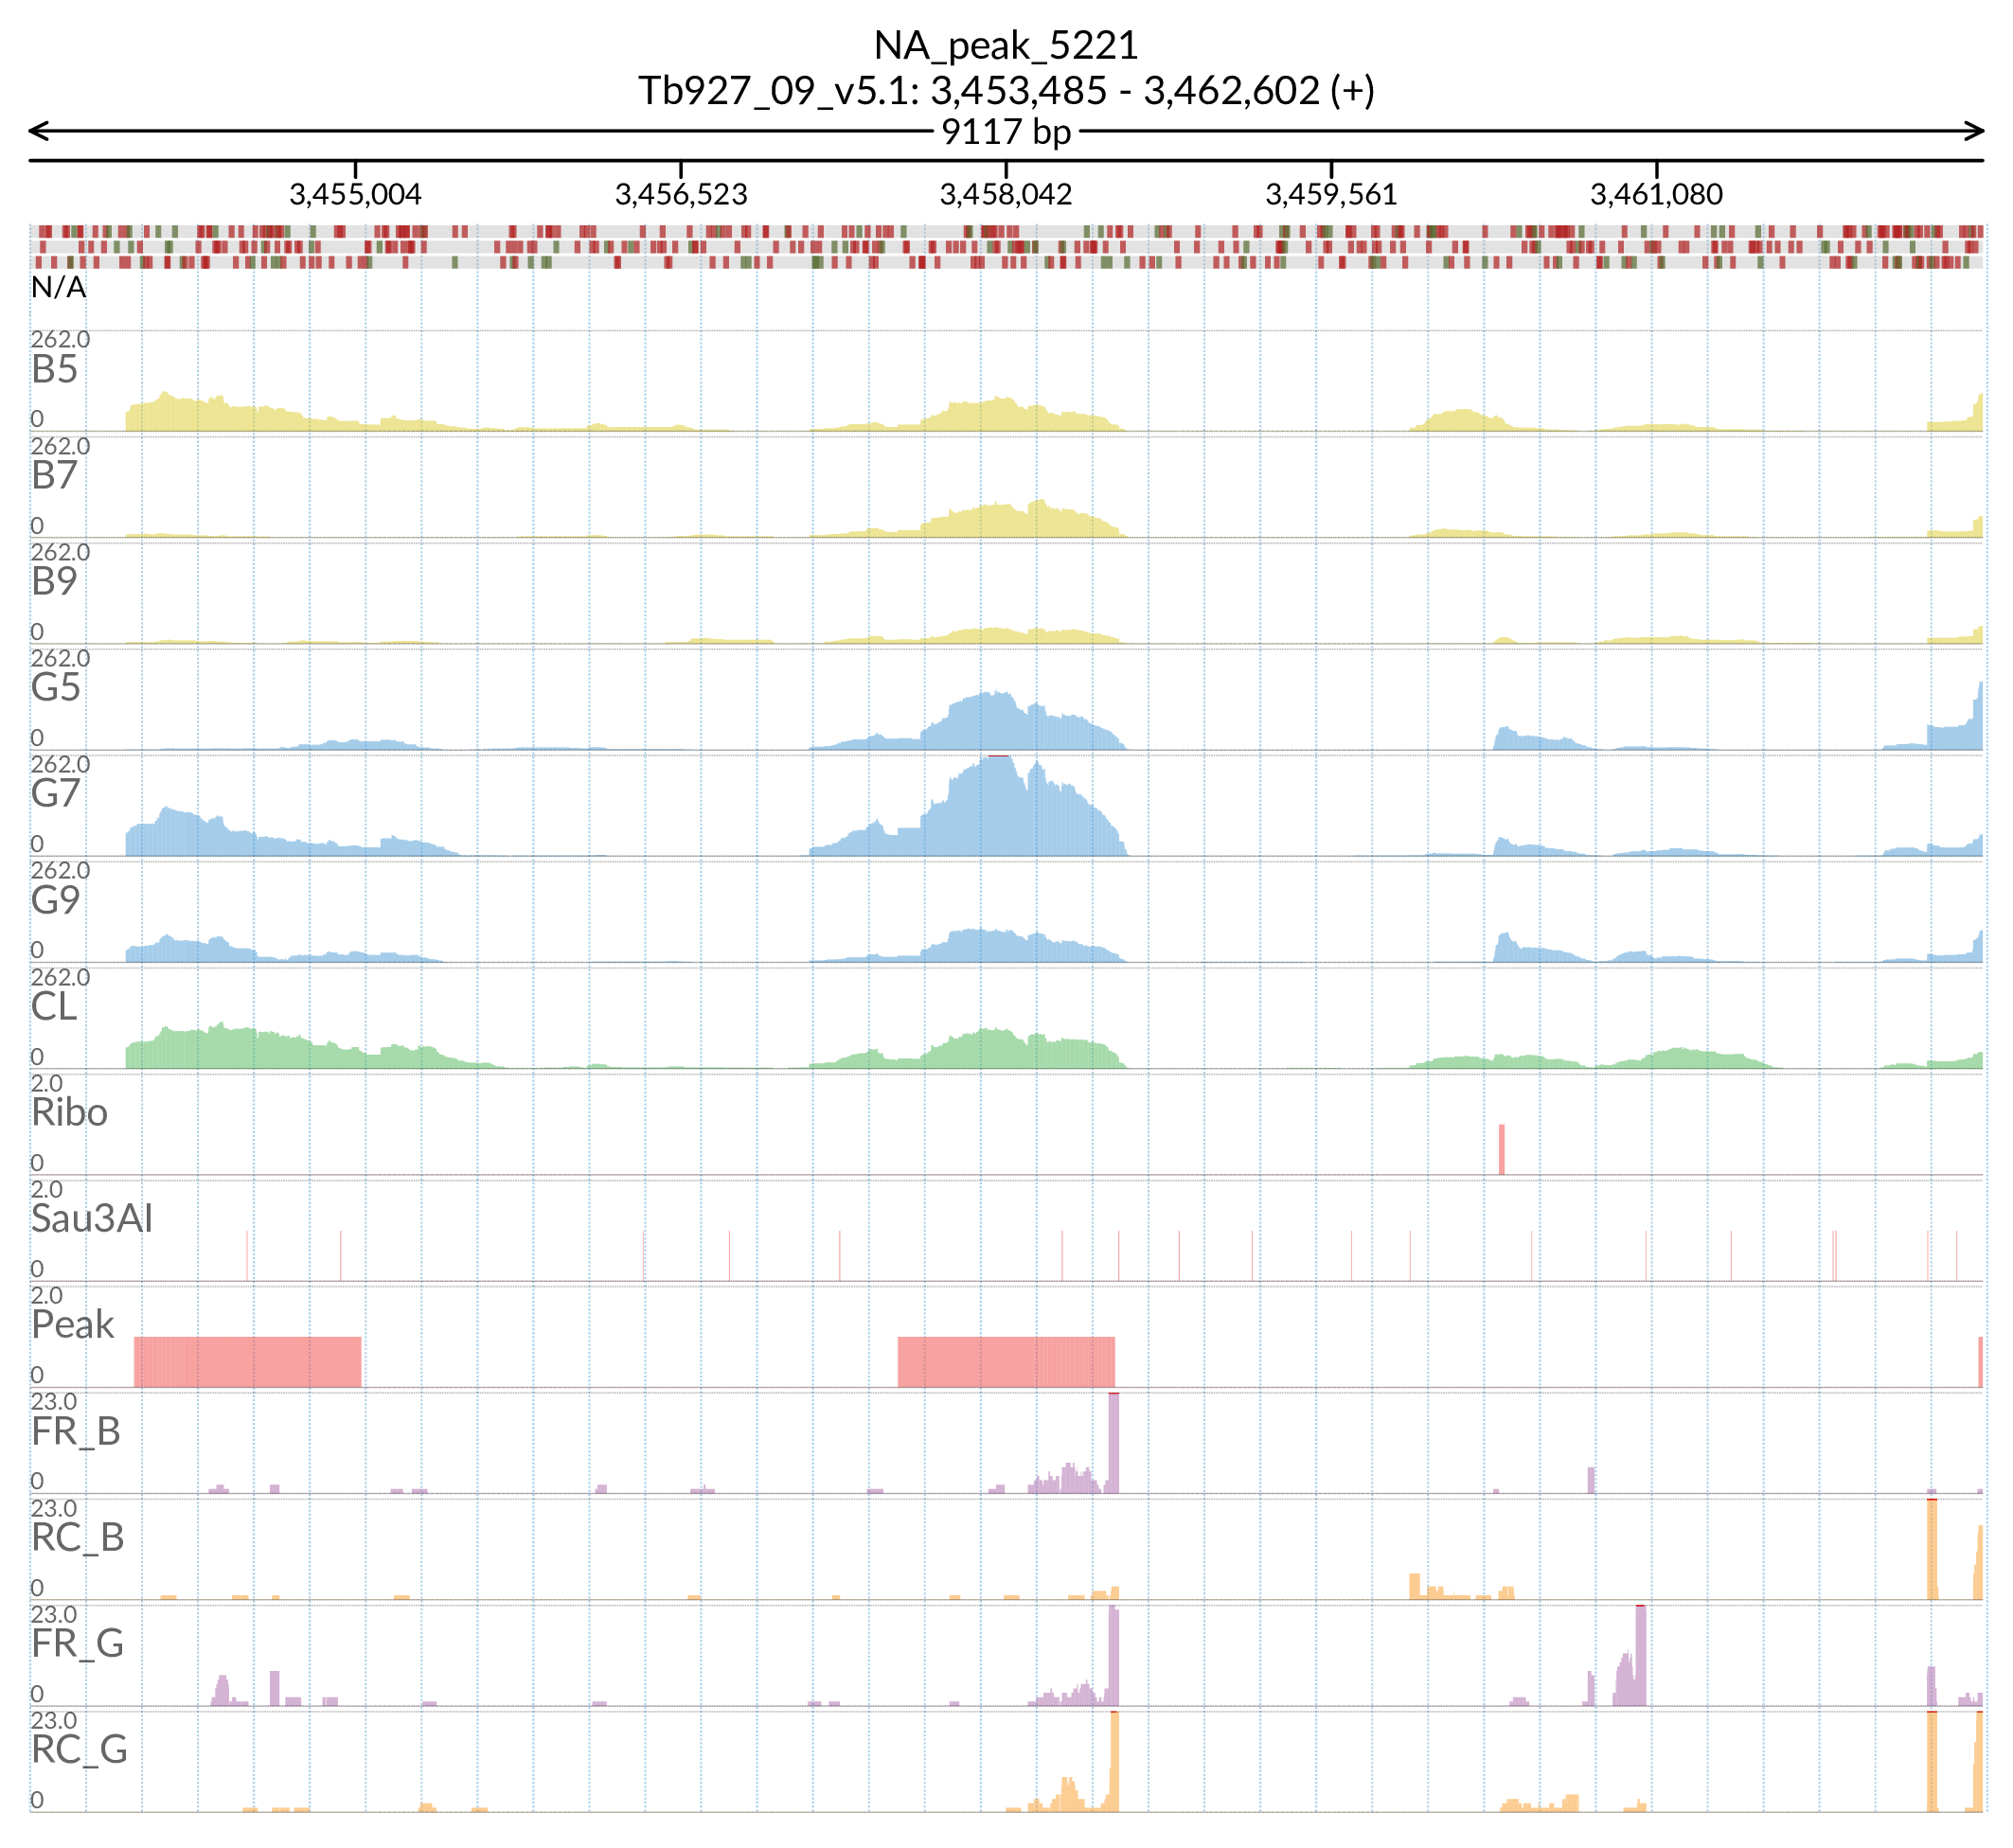 NA_peak_5221
Tb927_09_v5.1: 3,453,485 - 3,462,602 (+)
9117 bp
3,455,004 3,456,523 3,458,042 3,459,561 3,461,080
N/A
262.0
B5
0
262.0
B7
0
262.0
B9
0
262.0
G5
0
262.0
G7
0
262.0
G9
0
262.0
CL
0
2.0
Ribo
0
2.0
Sau3AI
0
2.0
Peak
0
23.0
FR_B
0
23.0
RC_B
0
23.0
FR_G
0
23.0
RC_G
0